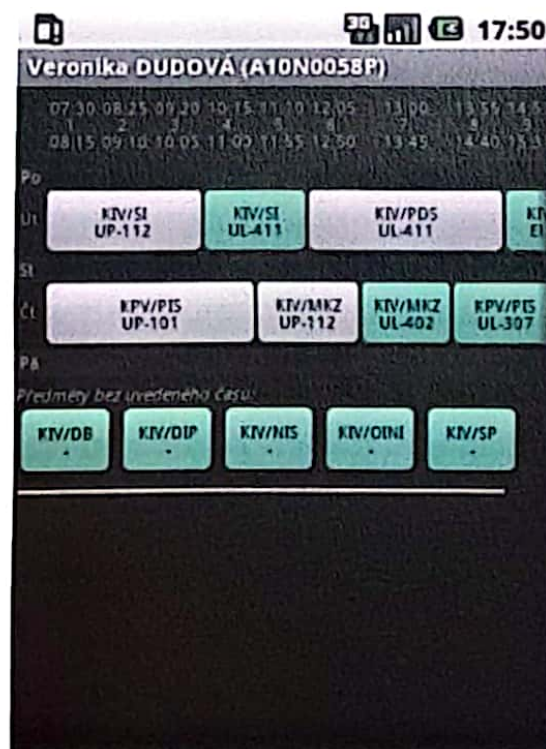 3G
17:50
Veronika DUDOVÁ (A10N0058P)
07:30 08:25 09:20 10:15 11:10 12:05 13:00 13:55
1 2 3 4 5 6 7 8
08:15 09:10 10:05 11:00 11:55 12:50 13:45 14:40
Po
Út KIV/SI KIV/SI KIV/PDS
UP-112 UL-411 UL-411
St
Čt KPV/PIS KIV/MKZ KIV/MKZ KPV/PIS
UP-101 UP-112 UL-402 UL-307
Pá
Předměty bez uvedeného času:
KIV/DB KIV/DIP KIV/NIS KIV/OINI KIV/SP
- - - - -